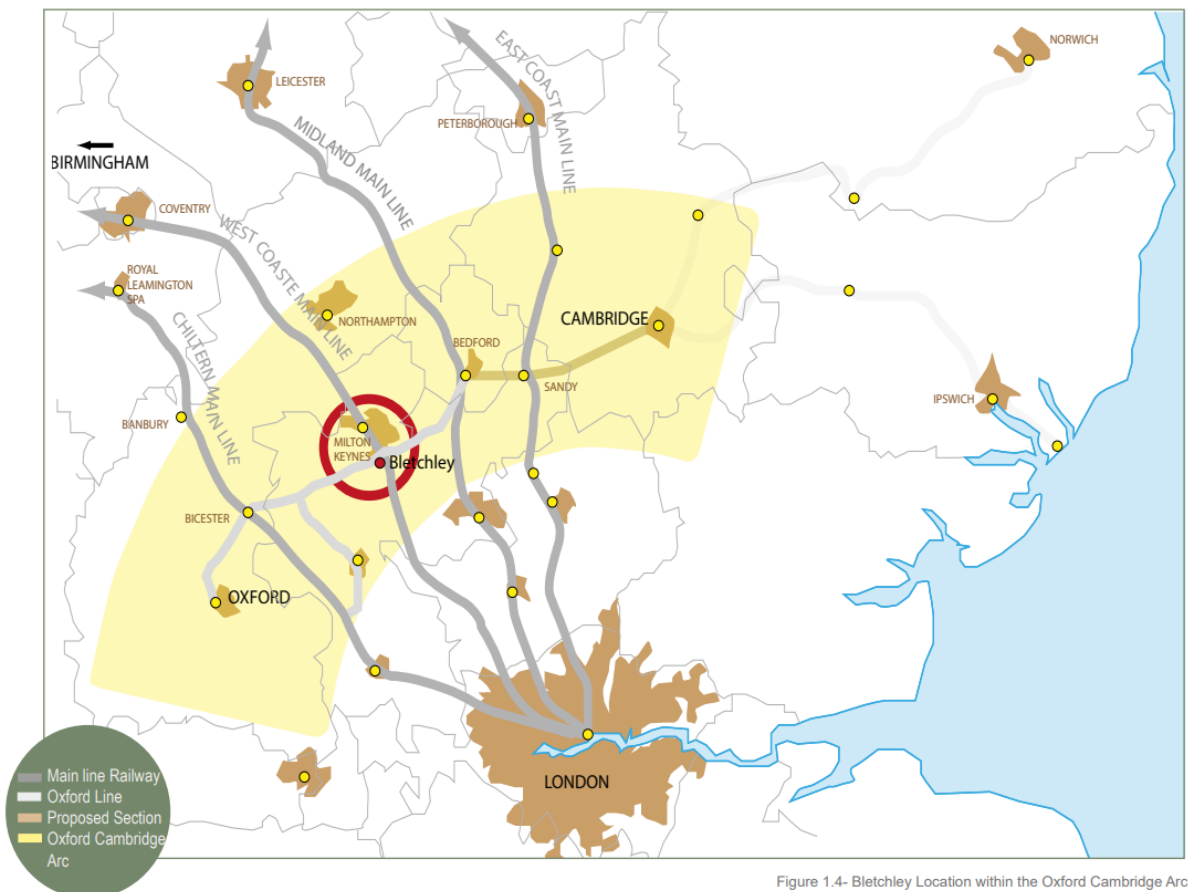 NORWICH
LEICESTER
EAST COAST MAIN LINE
PETERBOROUGH
MIDLAND MAIN LINE
BIRMINGHAM
COVENTRY
WEST COASTE MAIN LINE
ROYAL
LEAMINGTON
SPA
NORTHAMPTON
CAMBRIDGE
CHILTERN MAIN LINE
BEDFORD
SANDY
IPSWICH
BANBURY
MILTON
KEYNES
Bletchley
BICESTER
OXFORD
LONDON
Main line Railway
Oxford Line
Proposed Section
Oxford Cambridge
Arc
Figure 1.4- Bletchley Location within the Oxford Cambridge Arc